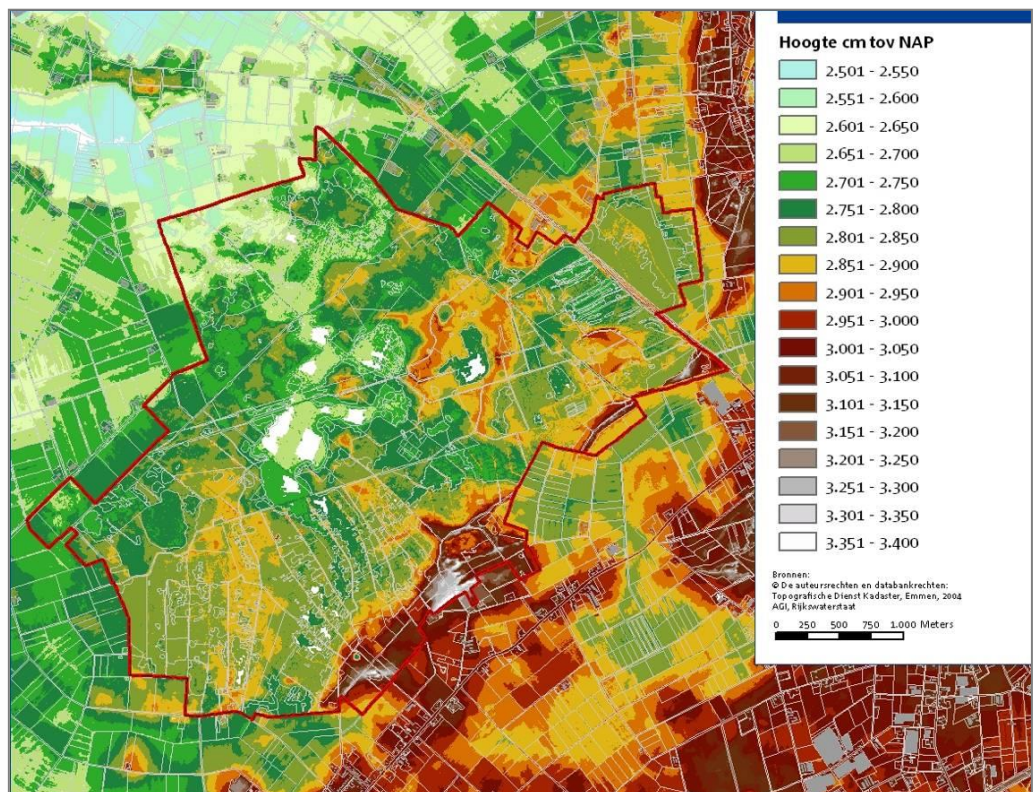 Hoogte cm tov NAP
2.501 - 2.550
2.551 - 2.600
2.601 - 2.650
2.651 - 2.700
2.701 - 2.750
2.751 - 2.800
2.801 - 2.850
2.851 - 2.900
2.901 - 2.950
2.951 - 3.000
3.001 - 3.050
3.051 - 3.100
3.101 - 3.150
3.151 - 3.200
3.201 - 3.250
3.251 - 3.300
3.301 - 3.350
3.351 - 3.400
Bronnen:
© De auteursrechten en databankrechten:
Topografische Dienst Kadaster, Emmen, 2004
AGI, Rijkswaterstaat
0 250 500 750 1.000 Meters